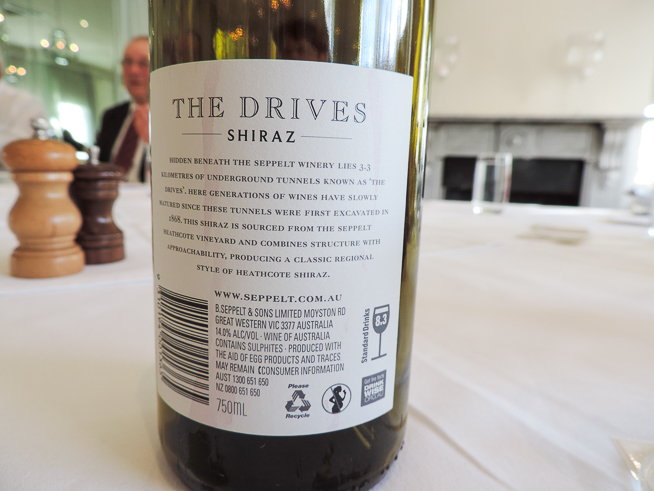 THE DRIVES
SHIRAZ
HIDDEN BENEATH THE SEPPELT WINERY LIES 3.3
KILOMETRES OF UNDERGROUND TUNNELS KNOWN AS 'THE
DRIVES'. HERE GENERATIONS OF WINES HAVE SLOWLY
MATURED SINCE THESE TUNNELS WERE FIRST EXCAVATED IN
1868. THIS SHIRAZ IS SOURCED FROM THE SEPPELT
HEATHCOTE VINEYARD AND COMBINES STRUCTURE WITH
APPROACHABILITY, PRODUCING A CLASSIC REGIONAL
STYLE OF HEATHCOTE SHIRAZ.
WWW.SEPPELT.COM.AU
B.SEPPELT & SONS LIMITED MOYSTON RD
GREAT WESTERN VIC 3377 AUSTRALIA
14.0% ALC/VOL · WINE OF AUSTRALIA
CONTAINS SULPHITES · PRODUCED WITH
THE AID OF EGG PRODUCTS AND TRACES
MAY REMAIN CONSUMER INFORMATION
AUST 1300 651 650
NZ 0800 651 650
750ML
Please
Recycle
Standard Drinks
8.3
Get the facts
DRINK
WISE